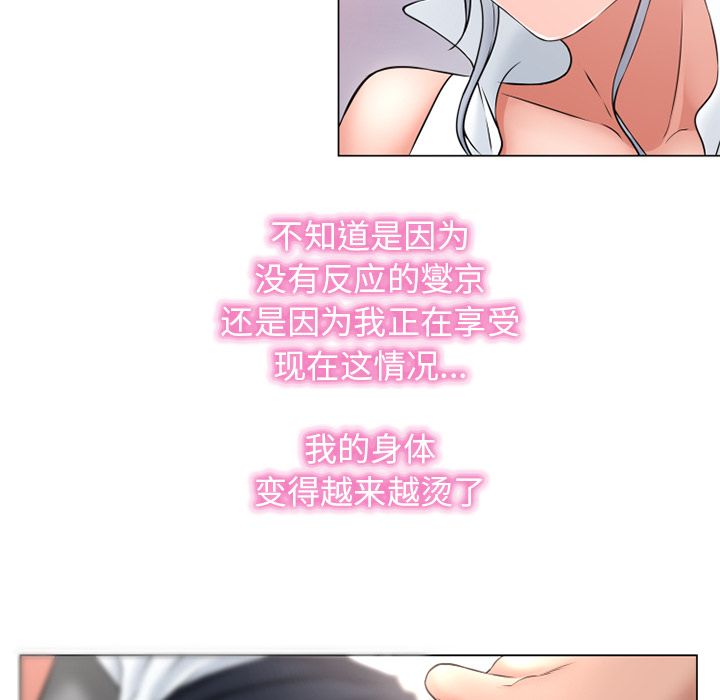 不知道是因为
没有反应的燮京
还是因为我正在享受
现在这情况...
我的身体
变得越来越烫了